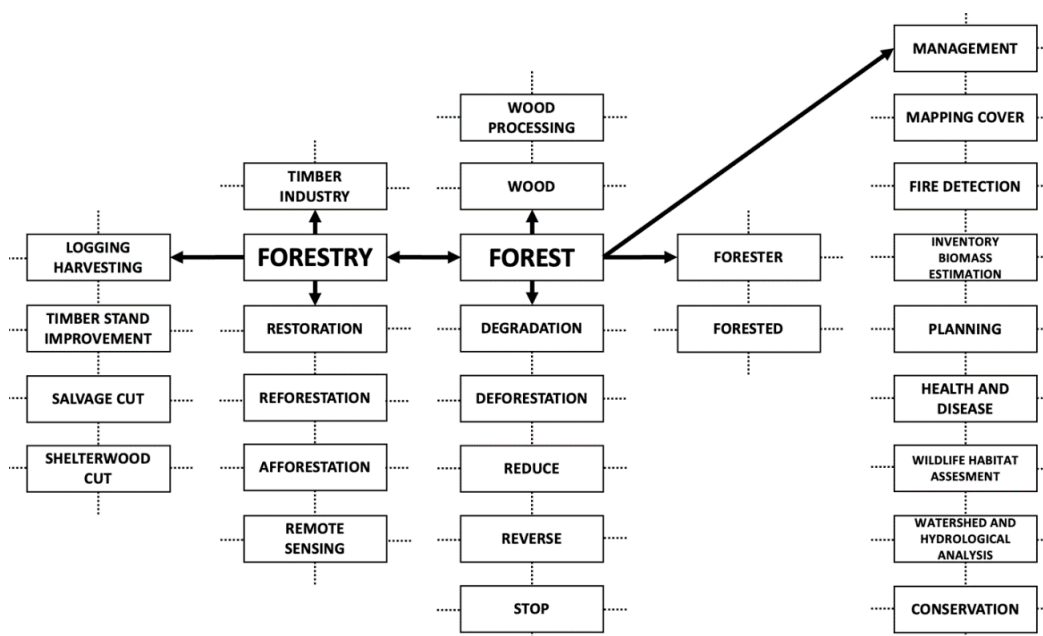 MANAGEMENT
WOOD
PROCESSING
MAPPING COVER
TIMBER
INDUSTRY
WOOD
FIRE DETECTION
LOGGING
HARVESTING
FORESTRY
FOREST
FORESTER
INVENTORY
BIOMASS
ESTIMATION
TIMBER STAND
IMPROVEMENT
RESTORATION
DEGRADATION
FORESTED
PLANNING
SALVAGE CUT
REFORESTATION
DEFORESTATION
HEALTH AND
DISEASE
SHELTERWOOD
CUT
AFFORESTATION
REDUCE
WILDLIFE HABITAT
ASSESMENT
REMOTE
SENSING
REVERSE
WATERSHED AND
HYDROLOGICAL
ANALYSIS
STOP
CONSERVATION